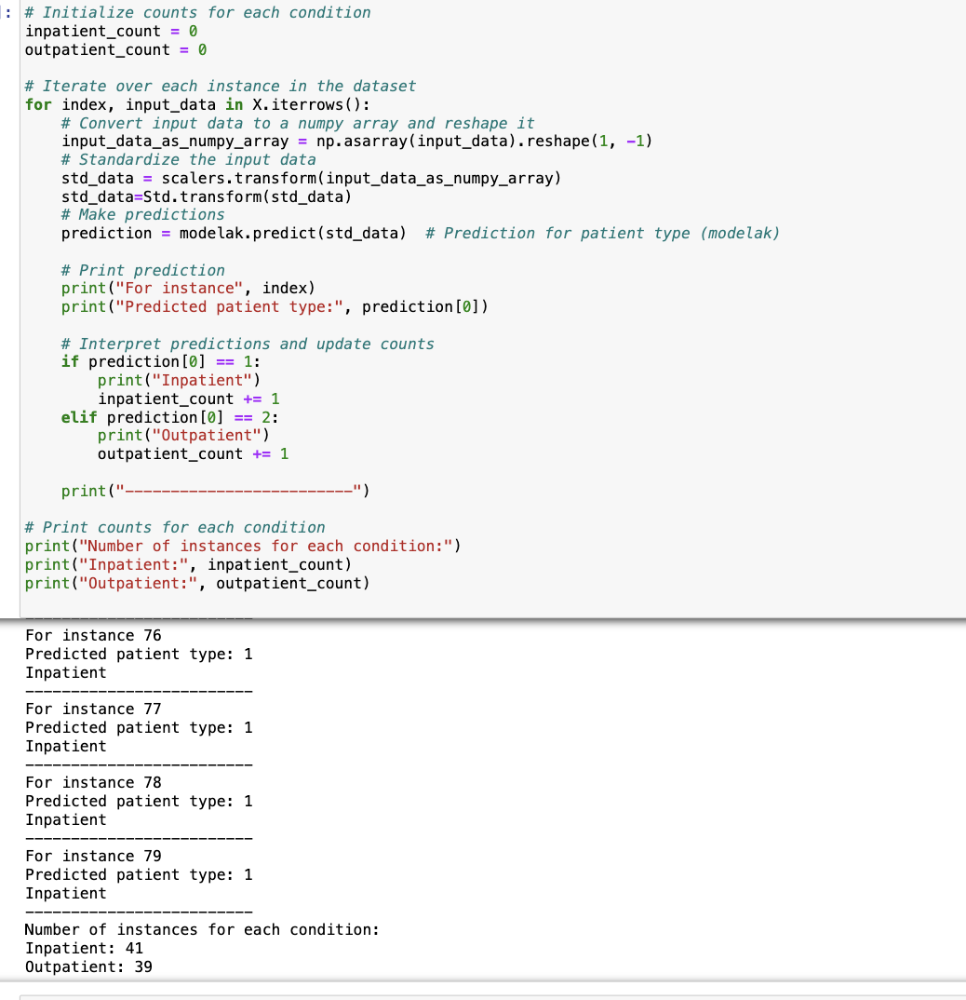 ]: # Initialize counts for each condition
inpatient_count = 0
outpatient_count = 0
# Iterate over each instance in the dataset
for index, input_data in X.iterrows():
    # Convert input data to a numpy array and reshape it
    input_data_as_numpy_array = np.asarray(input_data).reshape(1, -1)
    # Standardize the input data
    std_data = scalers.transform(input_data_as_numpy_array)
    std_data=Std.transform(std_data)
    # Make predictions
    prediction = modelak.predict(std_data)  # Prediction for patient type (modelak)
    # Print prediction
    print("For instance", index)
    print("Predicted patient type:", prediction[0])
    # Interpret predictions and update counts
    if prediction[0] == 1:
        print("Inpatient")
        inpatient_count += 1
    elif prediction[0] == 2:
        print("Outpatient")
        outpatient_count += 1
    print("-------------------------")
# Print counts for each condition
print("Number of instances for each condition:")
print("Inpatient:", inpatient_count)
print("Outpatient:", outpatient_count)
-------------------------
For instance 76
Predicted patient type: 1
Inpatient
-------------------------
For instance 77
Predicted patient type: 1
Inpatient
-------------------------
For instance 78
Predicted patient type: 1
Inpatient
-------------------------
For instance 79
Predicted patient type: 1
Inpatient
-------------------------
Number of instances for each condition:
Inpatient: 41
Outpatient: 39